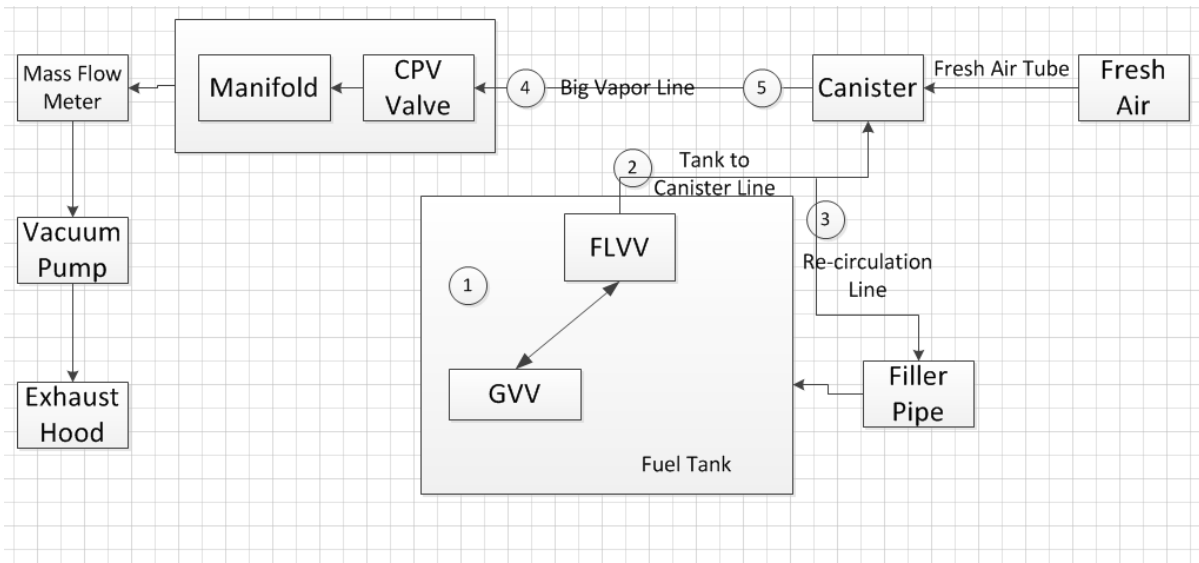 Mass Flow
Meter
Manifold
CPV
Valve
4
Big Vapor Line
5
Canister
Fresh Air Tube
Fresh
Air
2
Tank to
Canister Line
3
Re-circulation
Line
Vacuum
Pump
FLVV
1
GVV
Filler
Pipe
Exhaust
Hood
Fuel Tank